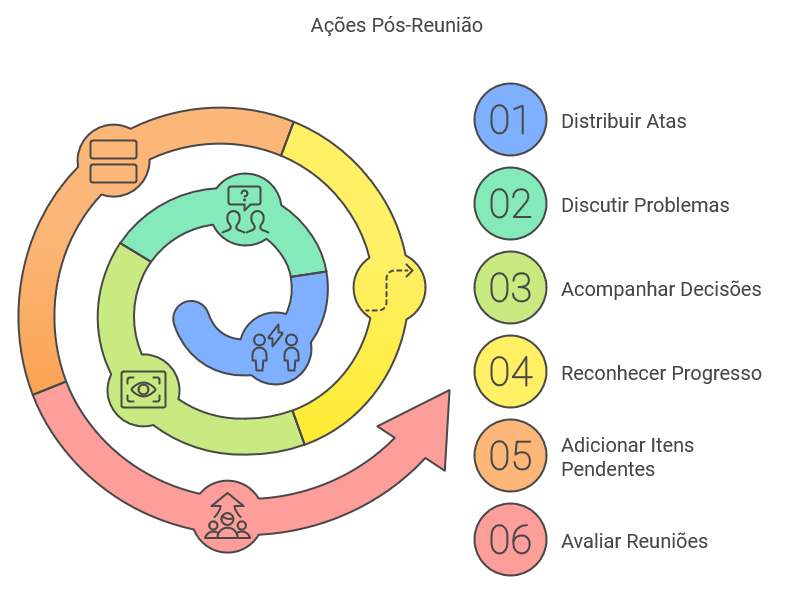 Ações Pós-Reunião
?
01
Distribuir Atas
02
Discutir Problemas
03
Acompanhar Decisões
04
Reconhecer Progresso
05
Adicionar Itens
Pendentes
06
Avaliar Reuniões